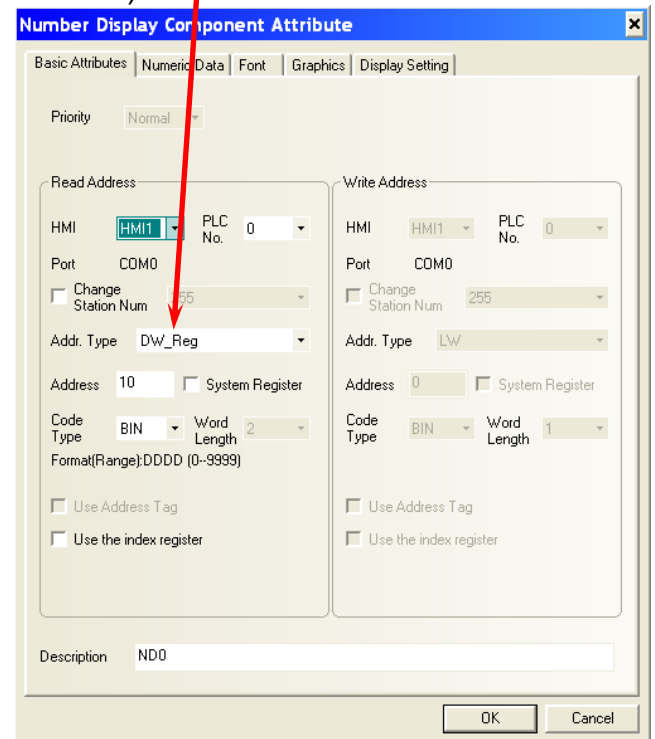 Number Display Component Attribute
Basic Attributes Numeric Data Font Graphics Display Setting
Priority Normal
Read Address
HMI HMI1 PLC No. 0
Port COM0
Change Station Num
Addr. Type DW_Reg
Address 10 System Register
Code Type BIN Word Length 2
Format(Range):DDDD (0--9999)
Use Address Tag
Use the index register
Write Address
HMI HMI1 PLC No. 0
Port COM0
Change Station Num 255
Addr. Type LW
Address 0 System Register
Code Type BIN Word Length 1
Use Address Tag
Use the index register
Description ND0
OK Cancel